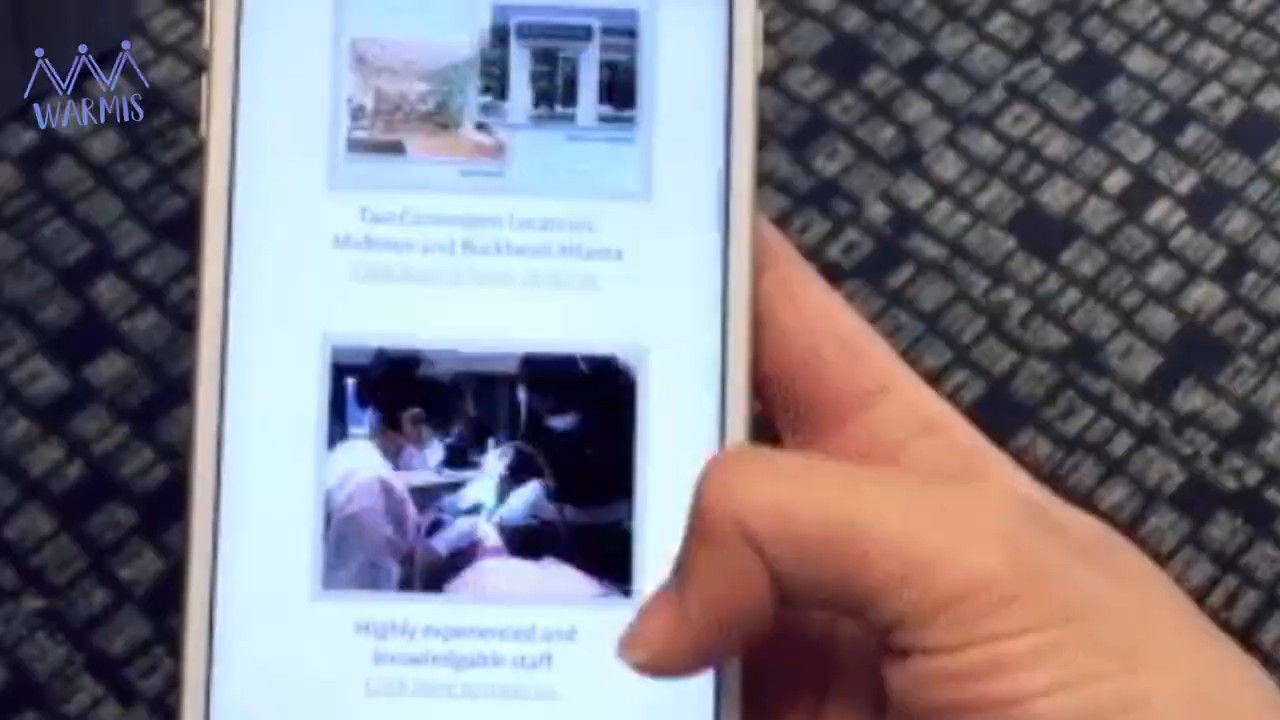 WARMIS
Two Convenient Locations
Midtown and Buckhead Atlanta
Highly experienced and
knowledgable staff